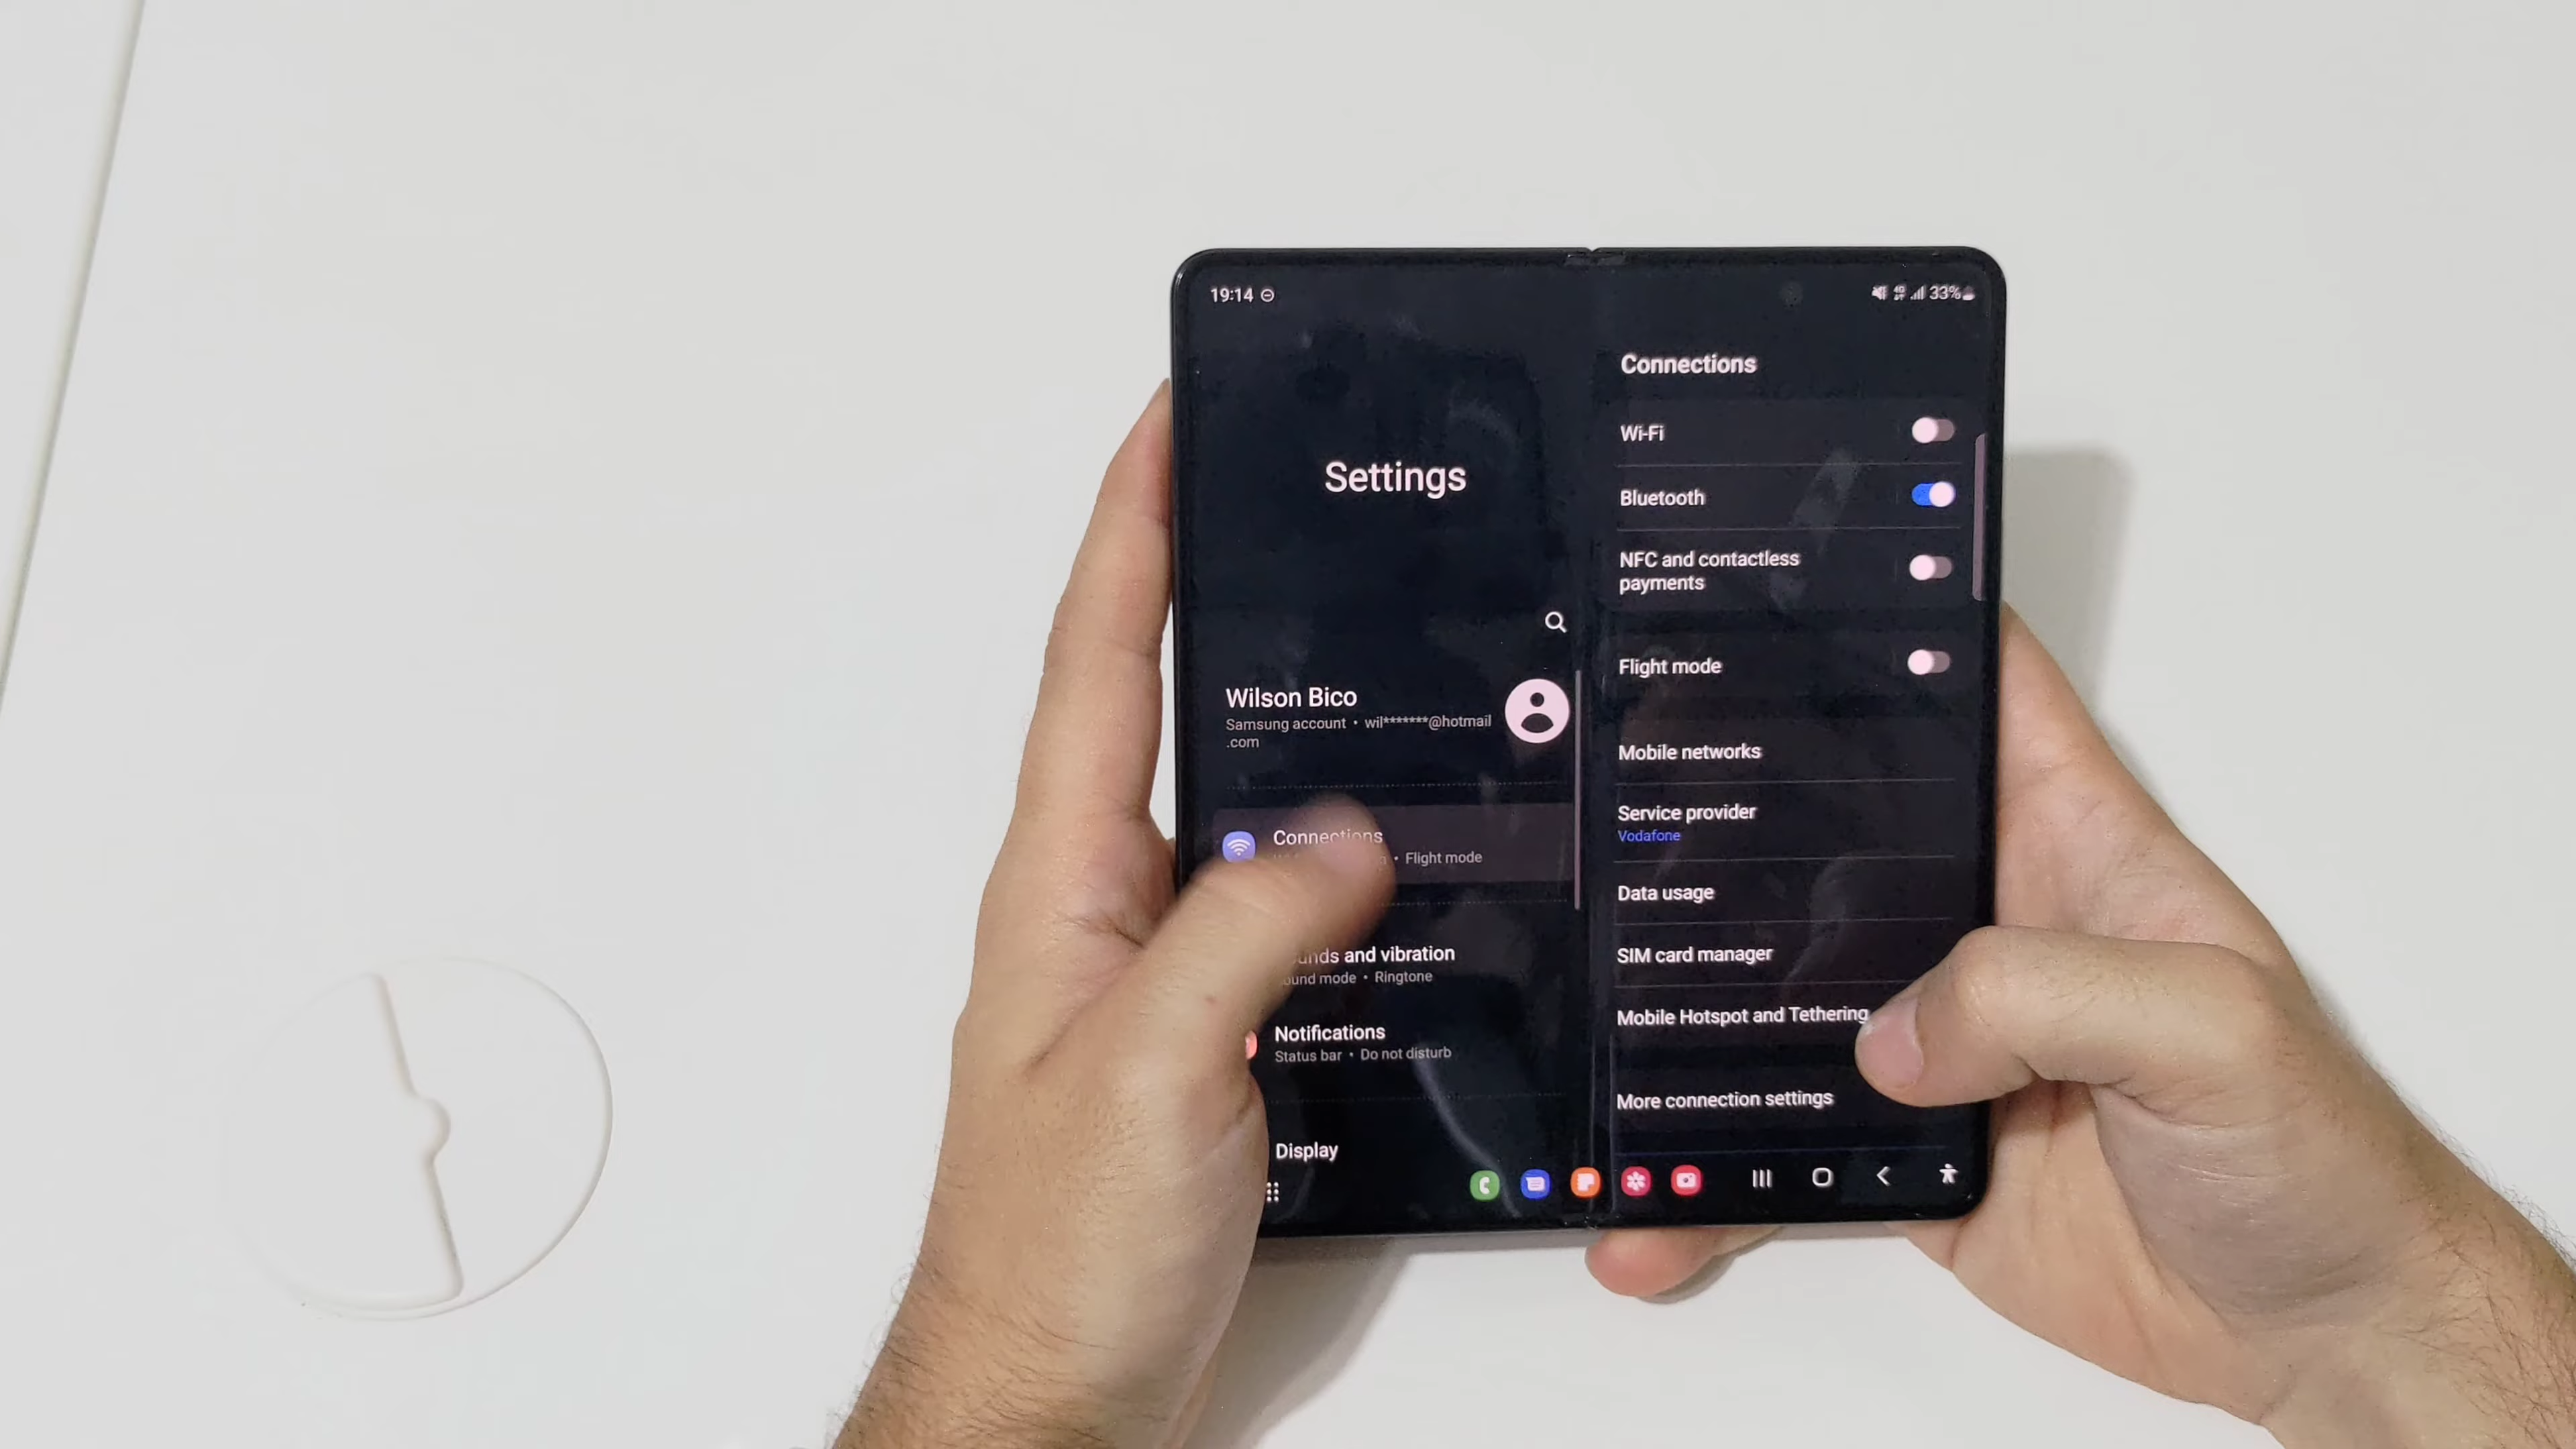 19:14
33%
Settings
Wilson Bico
Samsung account • wil*******@hotmail
.com
Connections
• Flight mode
and vibration
mode • Ringtone
Notifications
Status bar • Do not disturb
Display
Connections
Wi-Fi
Bluetooth
NFC and contactless
payments
Flight mode
Mobile networks
Service provider
Vodafone
Data usage
SIM card manager
Mobile Hotspot and Tethering
More connection settings